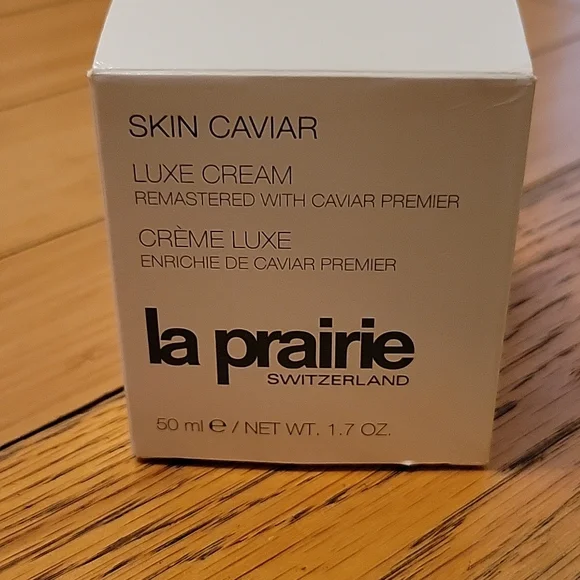 SKIN CAVIAR
LUXE CREAM
REMASTERED WITH CAVIAR PREMIER
CRÈME LUXE
ENRICHIE DE CAVIAR PREMIER
la prairie
SWITZERLAND
50 ml ℮ / NET WT. 1.7 OZ.